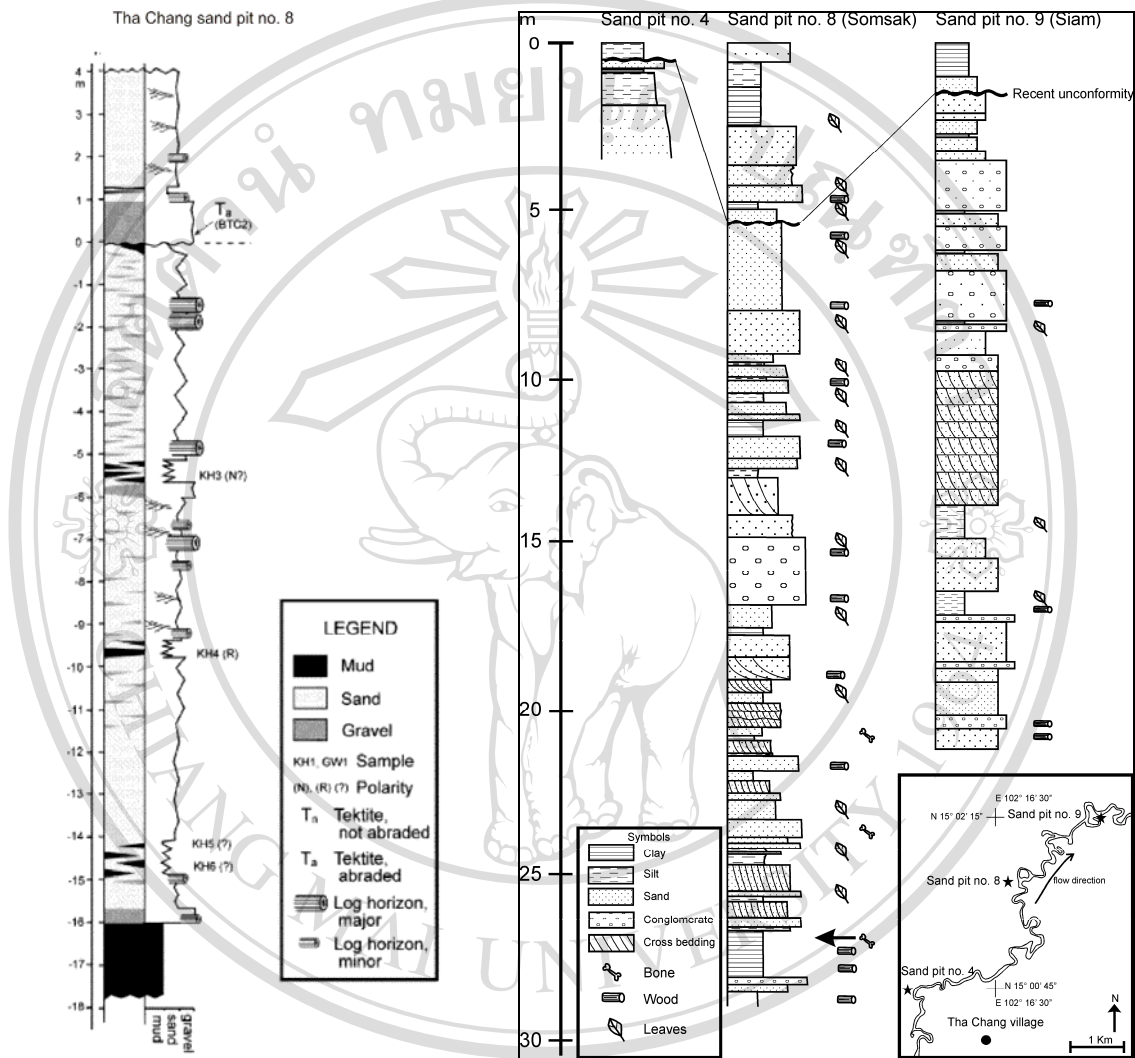 Tha Chang sand pit no. 8
4
m
3
2
1
0
-1
-2
-3
-4
-5
-6
-7
-8
-9
-10
-11
-12
-13
-14
-15
-16
-17
-18
Ta
(BTC2)
KH3 (N?)
KH4 (R)
KH5 (?)
KH6 (?)
mud
sand
gravel
LEGEND
Mud
Sand
Gravel
KH1, GW1 Sample
(N), (R) (?) Polarity
Tn Tektite,
not abraded
Ta Tektite,
abraded
Log horizon,
major
Log horizon,
minor
m Sand pit no. 4 Sand pit no. 8 (Somsak) Sand pit no. 9 (Siam)
0
5
10
15
20
25
30
Recent unconformity
Symbols
Clay
Silt
Sand
Conglomcratc
Cross bedding
Bone
Wood
Leaves
E 102° 16' 30"
N 15° 02' 15"
Sand pit no. 9
Sand pit no. 8
flow direction
Sand pit no. 4
N 15° 00' 45"
E 102° 16' 30"
Tha Chang village
N
1 Km
CHIANG MAI UNIVERSITY 1964